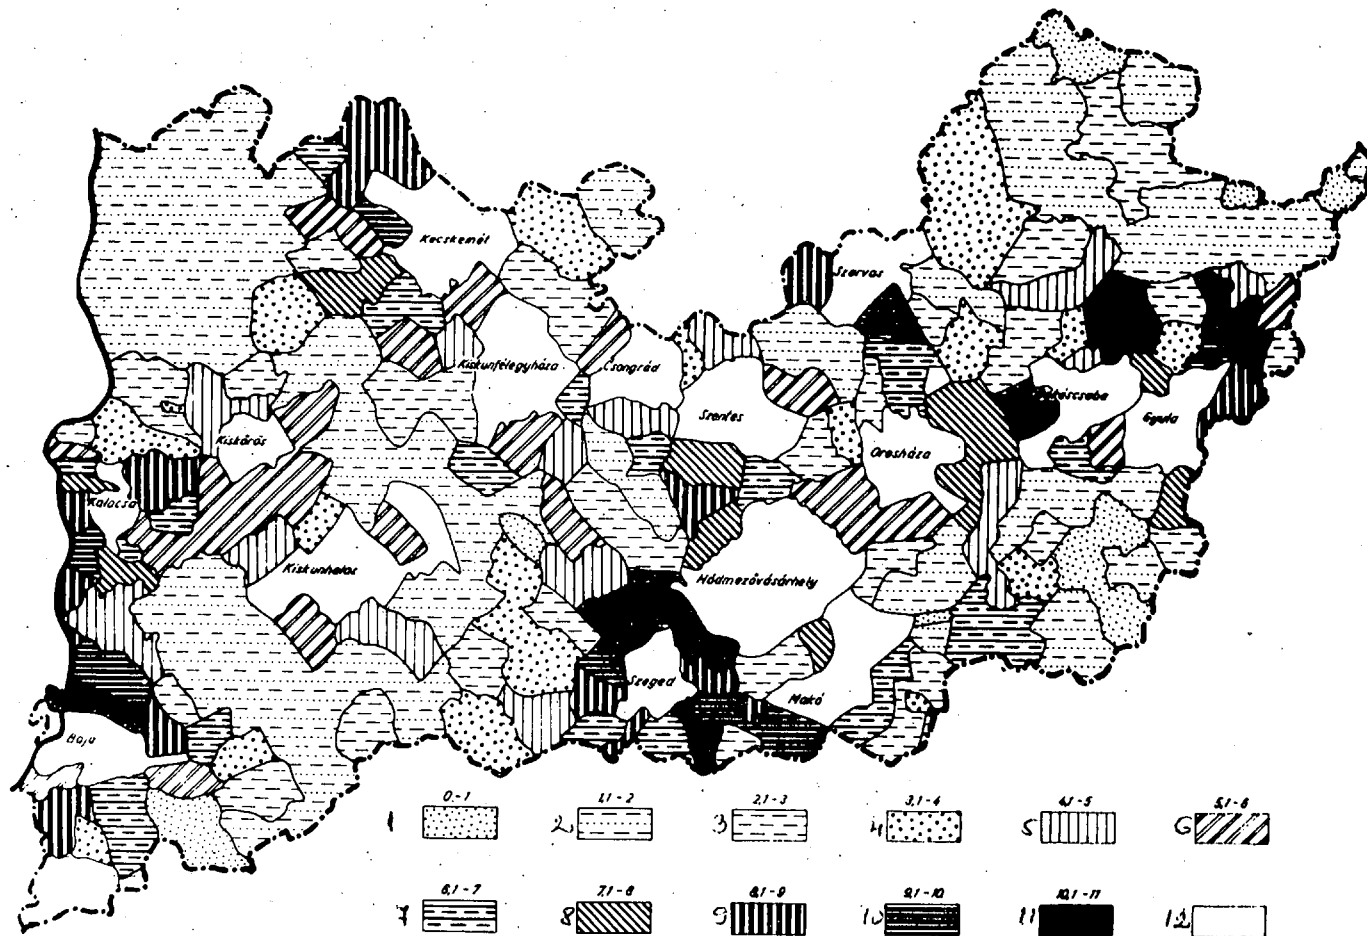 Kecskemét
Szarvas
Kiskunfélegyháza
Csongrád
Szentes
Békéscsaba
Gyula
Kiskőrös
Orosháza
Kalocsa
Kiskunhalas
Hódmezővásárhely
Szeged
Makó
Baja
0,-1
1,1-2
2,1-3
3,1-4
4,1-5
5,1-6
1
2
3
4
5
6
6,1-7
7,1-8
8,1-9
9,1-10
10,1-11
7
8
9
10
11
12